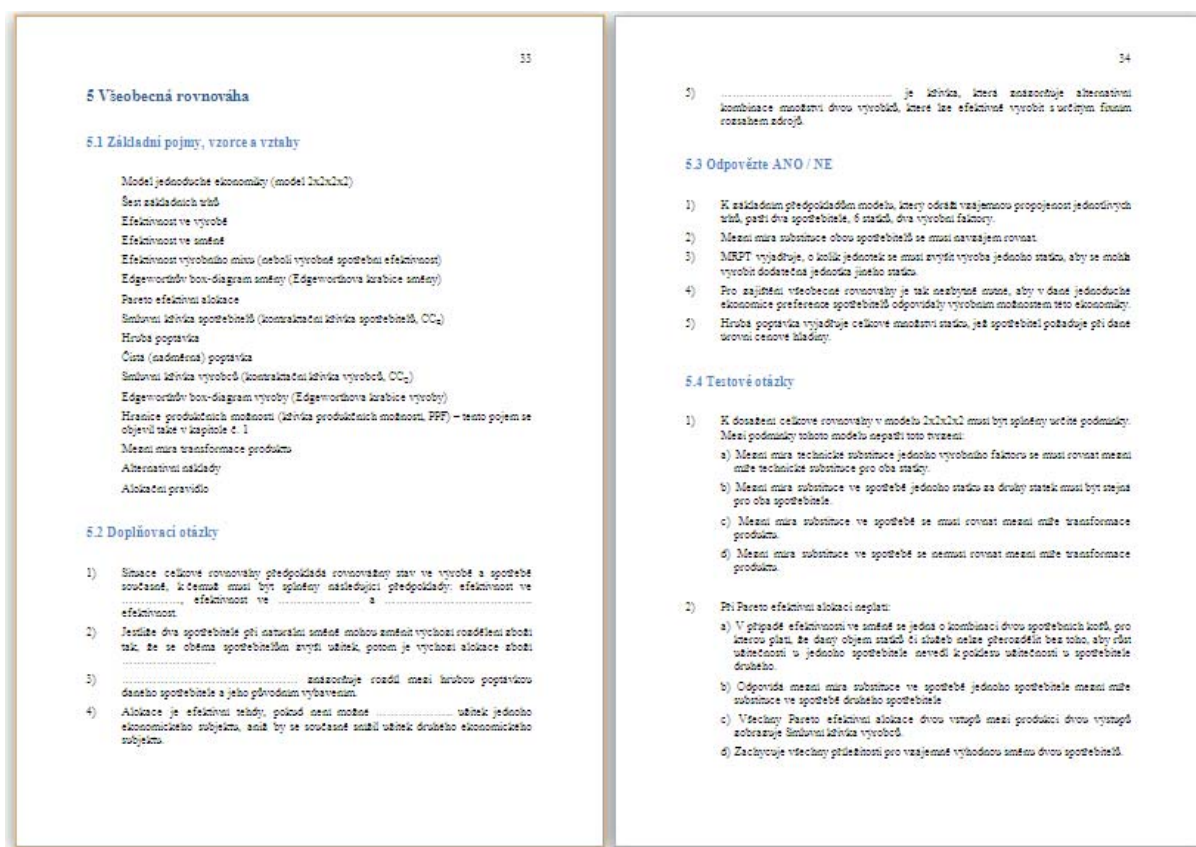 33
5 Všeobecná rovnováha
5.1 Základní pojmy, vzorce a vztahy
Model jednoduché ekonomiky (model 2x2x2x2)
Šest základních trhů
Efektivnost ve výrobě
Efektivnost ve směně
Efektivnost výrobního mixu (neboli výrobně spotřební efektivnost)
Edgeworthův box-diagram směny (Edgeworthova krabice směny)
Pareto efektivní alokace
Smluvní křivka spotřebitelů (kontraktační křivka spotřebitelů, CC₂)
Hrubá poptávka
Čistá (nadměrná) poptávka
Smluvní křivka výrobců (kontraktační křivka výrobců, CC₂)
Edgeworthův box-diagram výroby (Edgeworthova krabice výroby)
Hranice produkčních možností (křivka produkčních možností, PPF) – tento pojem se
objevil také v kapitole č. 1
Mezní míra transformace produktu
Alternativní náklady
Alokační pravidlo
5.2 Doplňovací otázky
1) Situace celkové rovnováhy předpokládá rovnovážný stav ve výrobě a spotřebě
současně, k čemuž musí být splněny následující předpoklady: efektivnost ve
................, efektivnost ve ..................... a .......................................
efektivnost.
2) Jestliže dva spotřebitelé při naturální směně mohou změnit výchozí rozdělení zboží
tak, že se oběma spotřebitelům zvýší užitek, potom je výchozí alokace zboží
.........................
3) .............................................. znázorňuje rozdíl mezi hrubou poptávkou
daného spotřebitele a jeho původním vybavením.
4) Alokace je efektivní tehdy, pokud není možné .................... užitek jednoho
ekonomického subjektu, aniž by se současně snížil užitek druhého ekonomického
subjektu.
34
5) ............................................. je křivka, která znázorňuje alternativní
kombinace množství dvou výrobků, které lze efektivně vyrobit s určitým fixním
rozsahem zdrojů.
5.3 Odpovězte ANO / NE
1) K základním předpokladům modelu, který odráží vzájemnou propojenost jednotlivých
trhů, patří dva spotřebitelé, 6 statků, dva výrobní faktory.
2) Mezní míra substituce obou spotřebitelů se musí navzájem rovnat.
3) MRPT vyjadřuje, o kolik jednotek se musí zvýšit výroba jednoho statku, aby se mohla
vyrobit dodatečná jednotka jiného statku.
4) Pro zajištění všeobecné rovnováhy je tak nezbytně nutné, aby v dané jednoduché
ekonomice preference spotřebitelů odpovídaly výrobním možnostem této ekonomiky.
5) Hrubá poptávka vyjadřuje celkové množství statku, jež spotřebitel požaduje při dané
úrovni cenové hladiny.
5.4 Testové otázky
1) K dosažení celkové rovnováhy v modelu 2x2x2x2 musí být splněny určité podmínky.
Mezi podmínky tohoto modelu nepatří toto tvrzení:
a) Mezní míra technické substituce jednoho výrobního faktoru se musí rovnat mezní
míře technické substituce pro oba statky.
b) Mezní míra substituce ve spotřebě jednoho statku za druhý statek musí být stejná
pro oba spotřebitele.
c) Mezní míra substituce ve spotřebě se musí rovnat mezní míře transformace
produktu.
d) Mezní míra substituce ve spotřebě se nemusí rovnat mezní míře transformace
produktu.
2) Při Pareto efektivní alokaci neplatí:
a) V případě efektivnosti ve směně se jedná o kombinaci dvou spotřebních košů, pro
kterou platí, že daný objem statků či služeb nelze přerozdělit bez toho, aby růst
užitečnosti u jednoho spotřebitele nevedl k poklesu užitečnosti u spotřebitele
druhého.
b) Odpovídá mezní míra substituce ve spotřebě jednoho spotřebitele mezní míře
substituce ve spotřebě druhého spotřebitele
c) Všechny Pareto efektivní alokace dvou vstupů mezi produkci dvou výstupů
zobrazuje Smluvní křivka výrobců.
d) Zachycuje všechny příležitosti pro vzájemně výhodnou směnu dvou spotřebitelů.